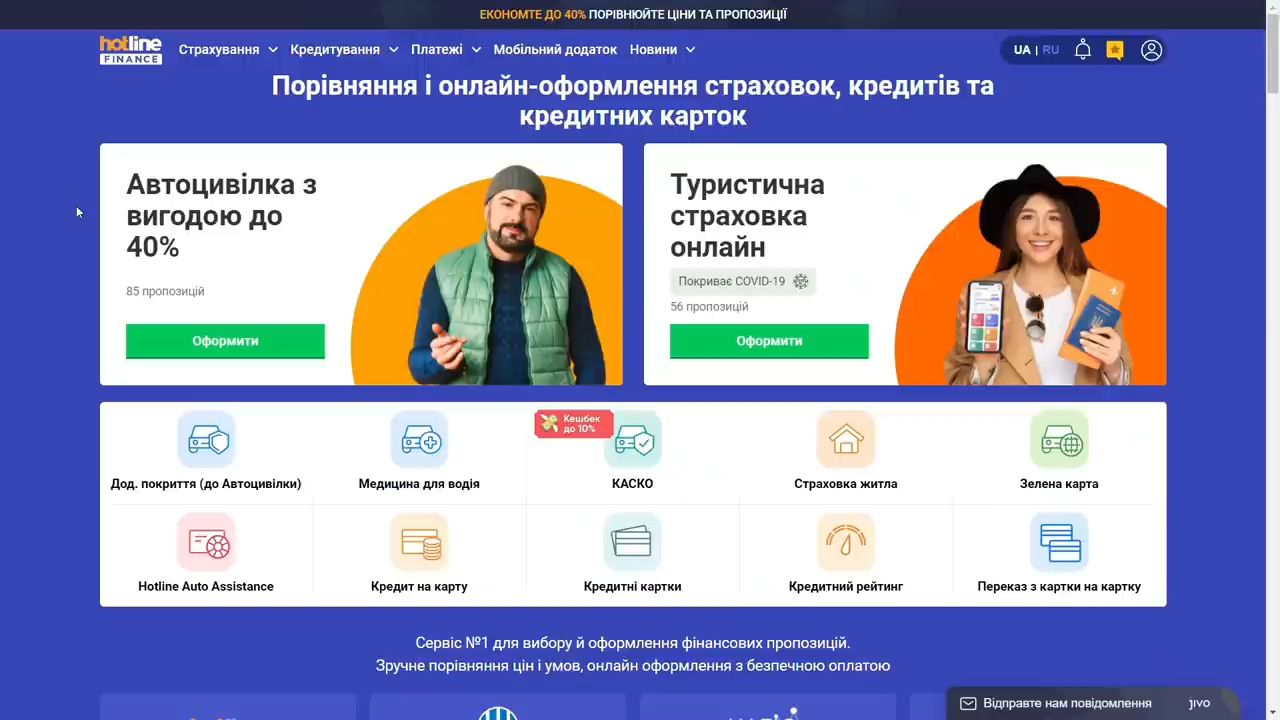 ЕКОНОМТЕ ДО 40% ПОРІВНЮЙТЕ ЦІНИ ТА ПРОПОЗИЦІЇ
hotline FINANCE
Страхування Кредитування Платежі Мобільний додаток Новини
UA | RU
Порівняння і онлайн-оформлення страховок, кредитів та
кредитних карток
Автоцивілка з
вигодою до
40%
85 пропозицій
Оформити
Туристична
страховка
онлайн
Покриває COVID-19
56 пропозицій
Оформити
Кешбек
до 10%
Дод. покриття (до Автоцивілки)
Медицина для водія
КАСКО
Страховка житла
Зелена карта
Hotline Auto Assistance
Кредит на карту
Кредитні картки
Кредитний рейтинг
Переказ з картки на картку
Сервіс №1 для вибору й оформлення фінансових пропозицій.
Зручне порівняння цін і умов, онлайн оформлення з безпечною оплатою
Відправте нам повідомлення jivo